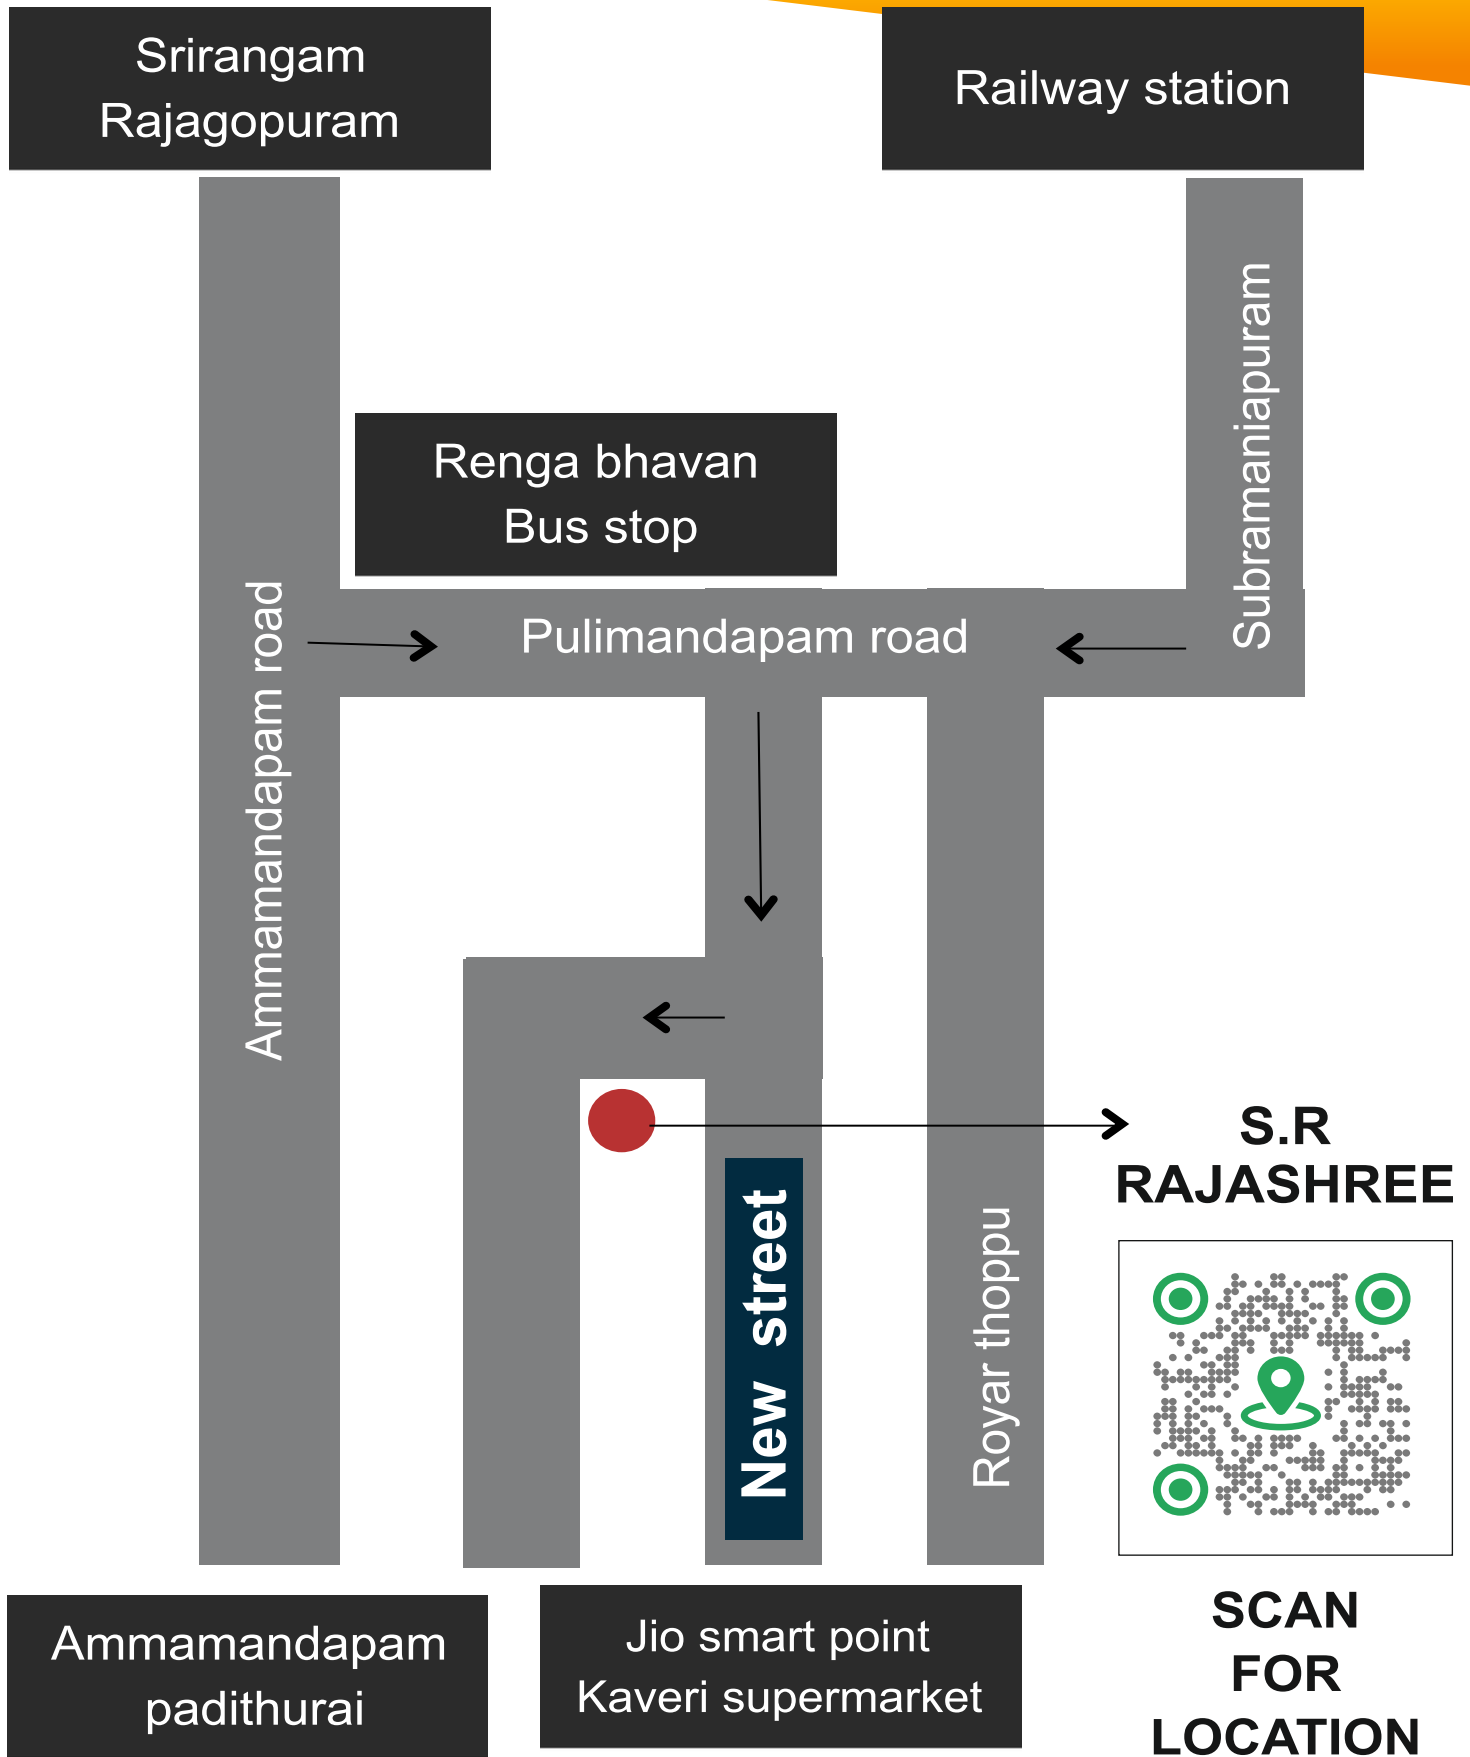 Srirangam
Rajagopuram
Railway station
Subramaniapuram
Renga bhavan
Bus stop
Pulimandapam road
Ammamandapam road
S.R
RAJASHREE
New street
Royar thoppu
Ammamandapam
padithurai
Jio smart point
Kaveri supermarket
SCAN
FOR
LOCATION